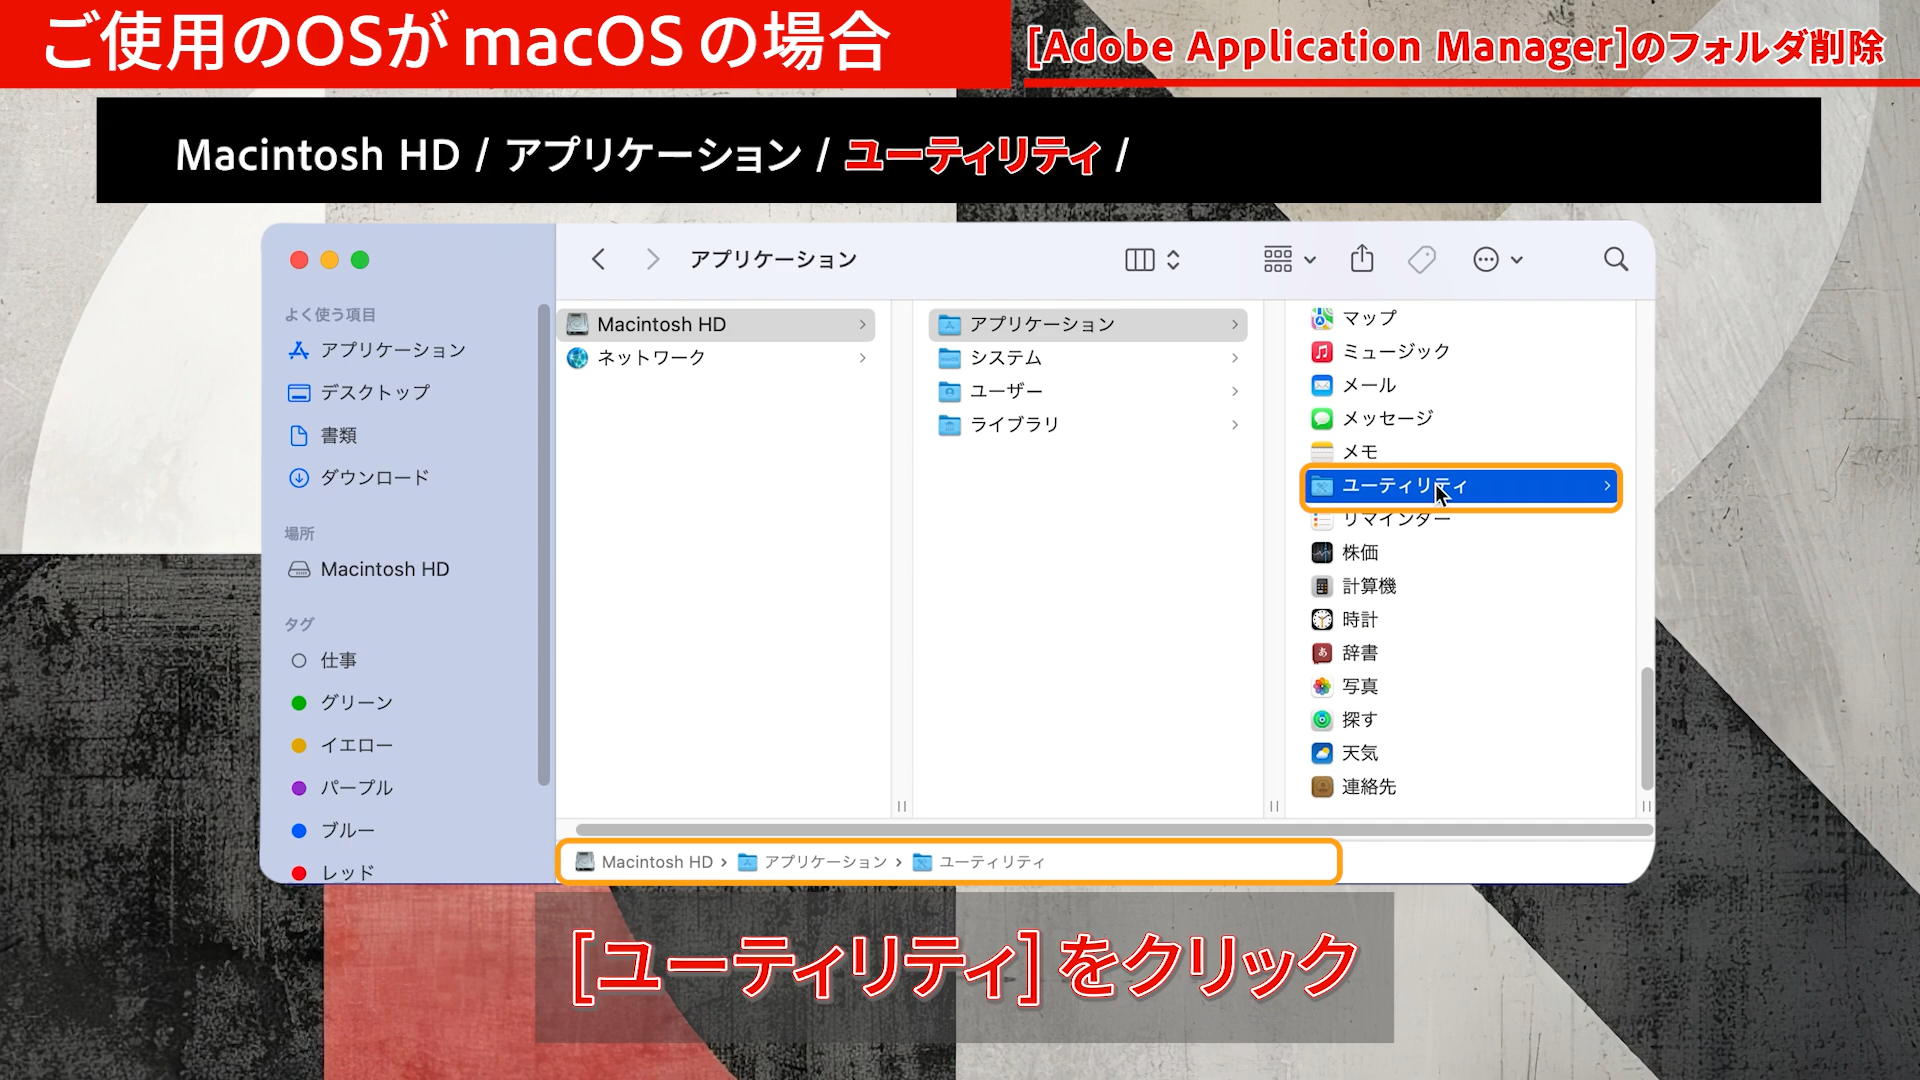 ご使用のOSが macOS の場合
[Adobe Application Manager]のフォルダ削除
Macintosh HD / アプリケーション / ユーティリティ /
アプリケーション
よく使う項目
アプリケーション
デスクトップ
書類
ダウンロード
場所
Macintosh HD
タグ
仕事
グリーン
イエロー
パープル
ブルー
レッド
Macintosh HD
ネットワーク
アプリケーション
システム
ユーザー
ライブラリ
マップ
ミュージック
メール
メッセージ
メモ
ユーティリティ
リマインダー
株価
計算機
時計
辞書
写真
探す
天気
連絡先
Macintosh HD › アプリケーション › ユーティリティ
[ユーティリティ] をクリック